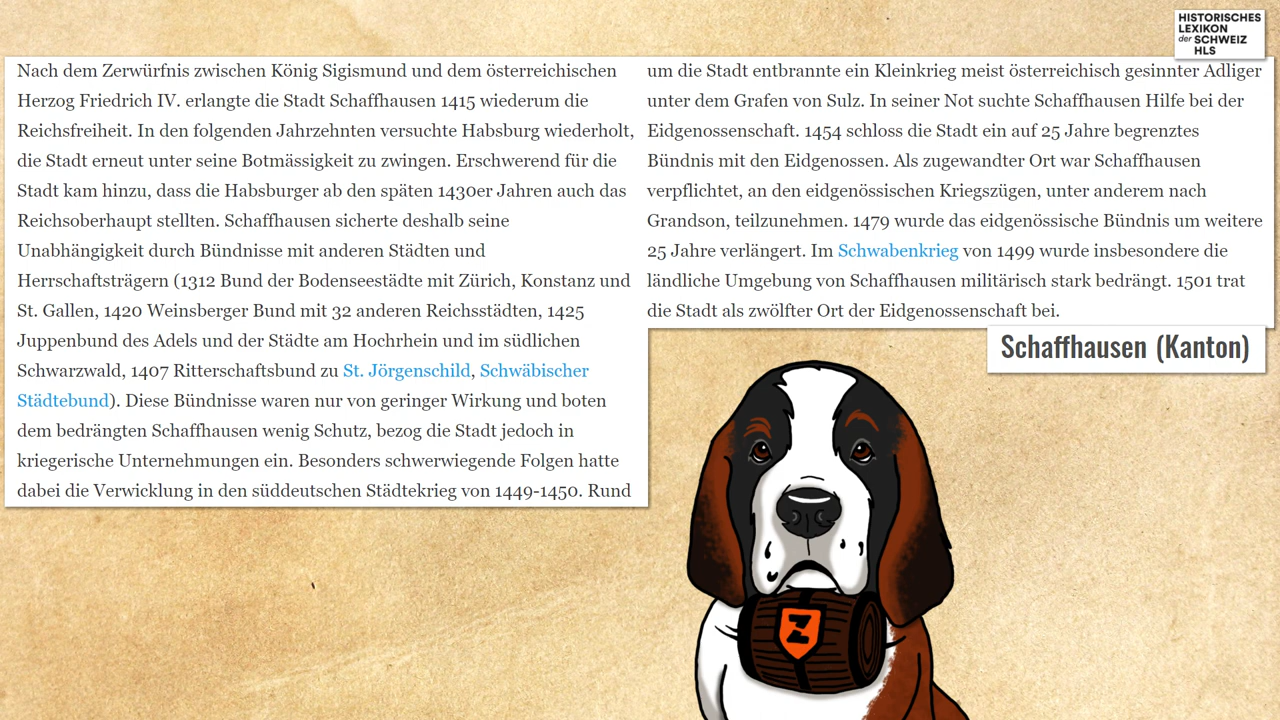 HISTORISCHES
LEXIKON
der SCHWEIZ
HLS
Nach dem Zerwürfnis zwischen König Sigismund und dem österreichischen
Herzog Friedrich IV. erlangte die Stadt Schaffhausen 1415 wiederum die
Reichsfreiheit. In den folgenden Jahrzehnten versuchte Habsburg wiederholt,
die Stadt erneut unter seine Botmässigkeit zu zwingen. Erschwerend für die
Stadt kam hinzu, dass die Habsburger ab den späten 1430er Jahren auch das
Reichsoberhaupt stellten. Schaffhausen sicherte deshalb seine
Unabhängigkeit durch Bündnisse mit anderen Städten und
Herrschaftsträgern (1312 Bund der Bodenseestädte mit Zürich, Konstanz und
St. Gallen, 1420 Weinsberger Bund mit 32 anderen Reichsstädten, 1425
Juppenbund des Adels und der Städte am Hochrhein und im südlichen
Schwarzwald, 1407 Ritterschaftsbund zu St. Jörgenschild, Schwäbischer
Städtebund). Diese Bündnisse waren nur von geringer Wirkung und boten
dem bedrängten Schaffhausen wenig Schutz, bezog die Stadt jedoch in
kriegerische Unternehmungen ein. Besonders schwerwiegende Folgen hatte
dabei die Verwicklung in den süddeutschen Städtekrieg von 1449-1450. Rund
um die Stadt entbrannte ein Kleinkrieg meist österreichisch gesinnter Adliger
unter dem Grafen von Sulz. In seiner Not suchte Schaffhausen Hilfe bei der
Eidgenossenschaft. 1454 schloss die Stadt ein auf 25 Jahre begrenztes
Bündnis mit den Eidgenossen. Als zugewandter Ort war Schaffhausen
verpflichtet, an den eidgenössischen Kriegszügen, unter anderem nach
Grandson, teilzunehmen. 1479 wurde das eidgenössische Bündnis um weitere
25 Jahre verlängert. Im Schwabenkrieg von 1499 wurde insbesondere die
ländliche Umgebung von Schaffhausen militärisch stark bedrängt. 1501 trat
die Stadt als zwölfter Ort der Eidgenossenschaft bei.
Schaffhausen (Kanton)
Z